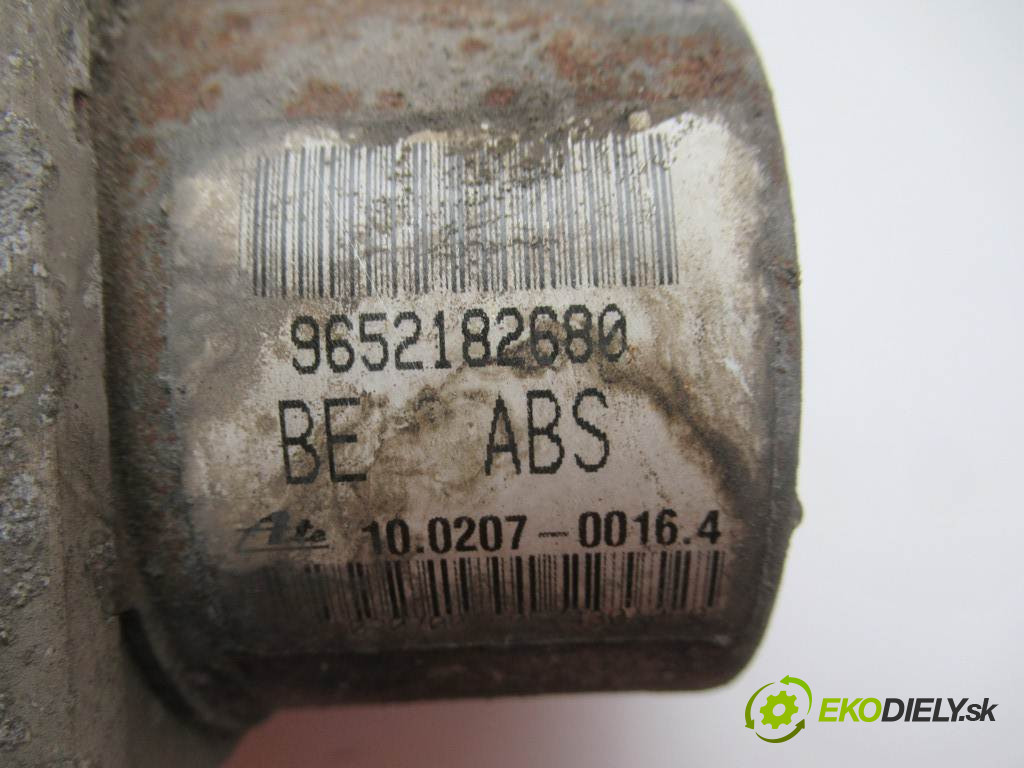 9652182680
BE ABS
Ate 10.0207-0016.4
EKODIELY.sk